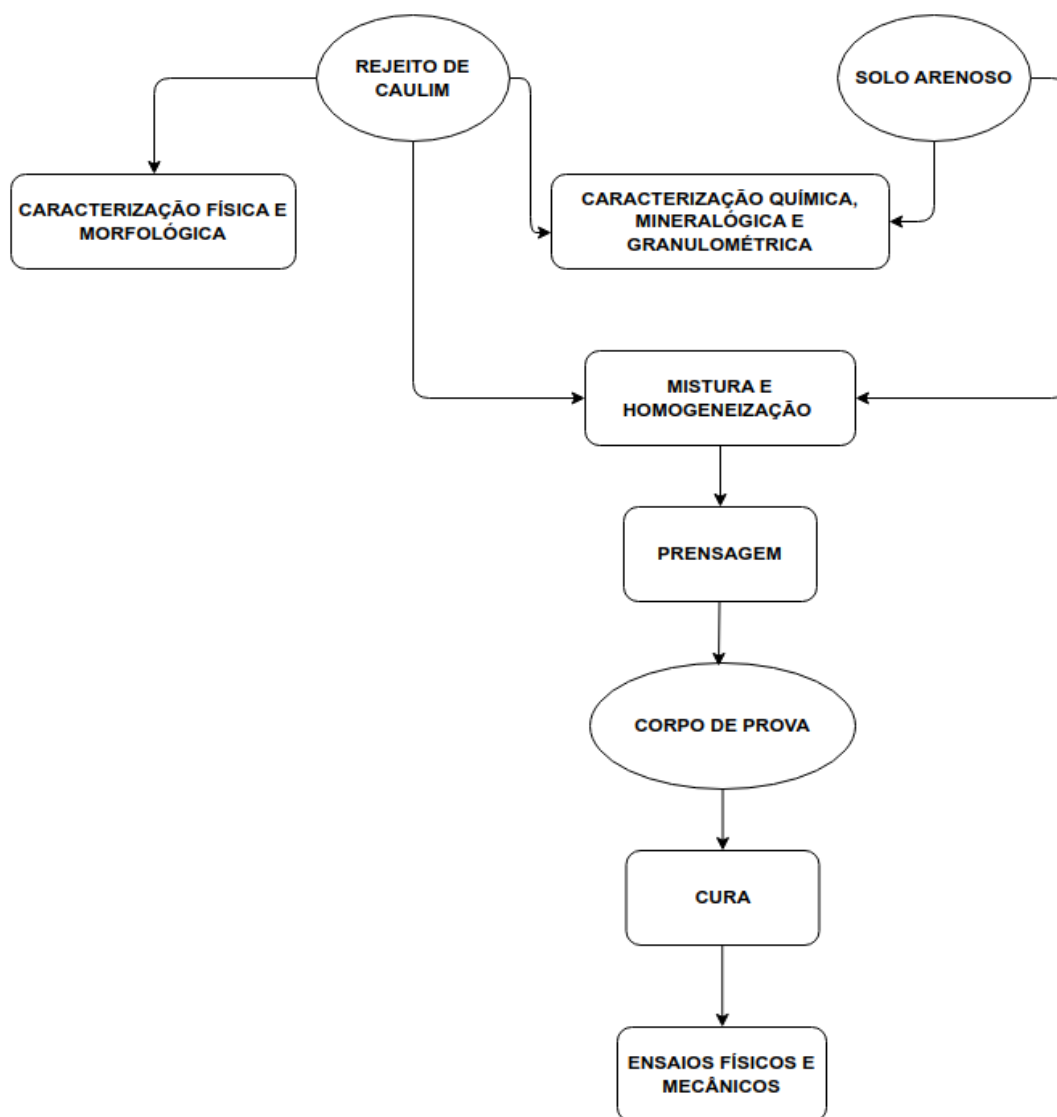 REJEITO DE
CAULIM
SOLO ARENOSO
CARACTERIZAÇÃO FÍSICA E
MORFOLÓGICA
CARACTERIZAÇÃO QUÍMICA,
MINERALÓGICA E
GRANULOMÉTRICA
MISTURA E
HOMOGENEIZAÇÃO
PRENSAGEM
CORPO DE PROVA
CURA
ENSAIOS FÍSICOS E
MECÂNICOS